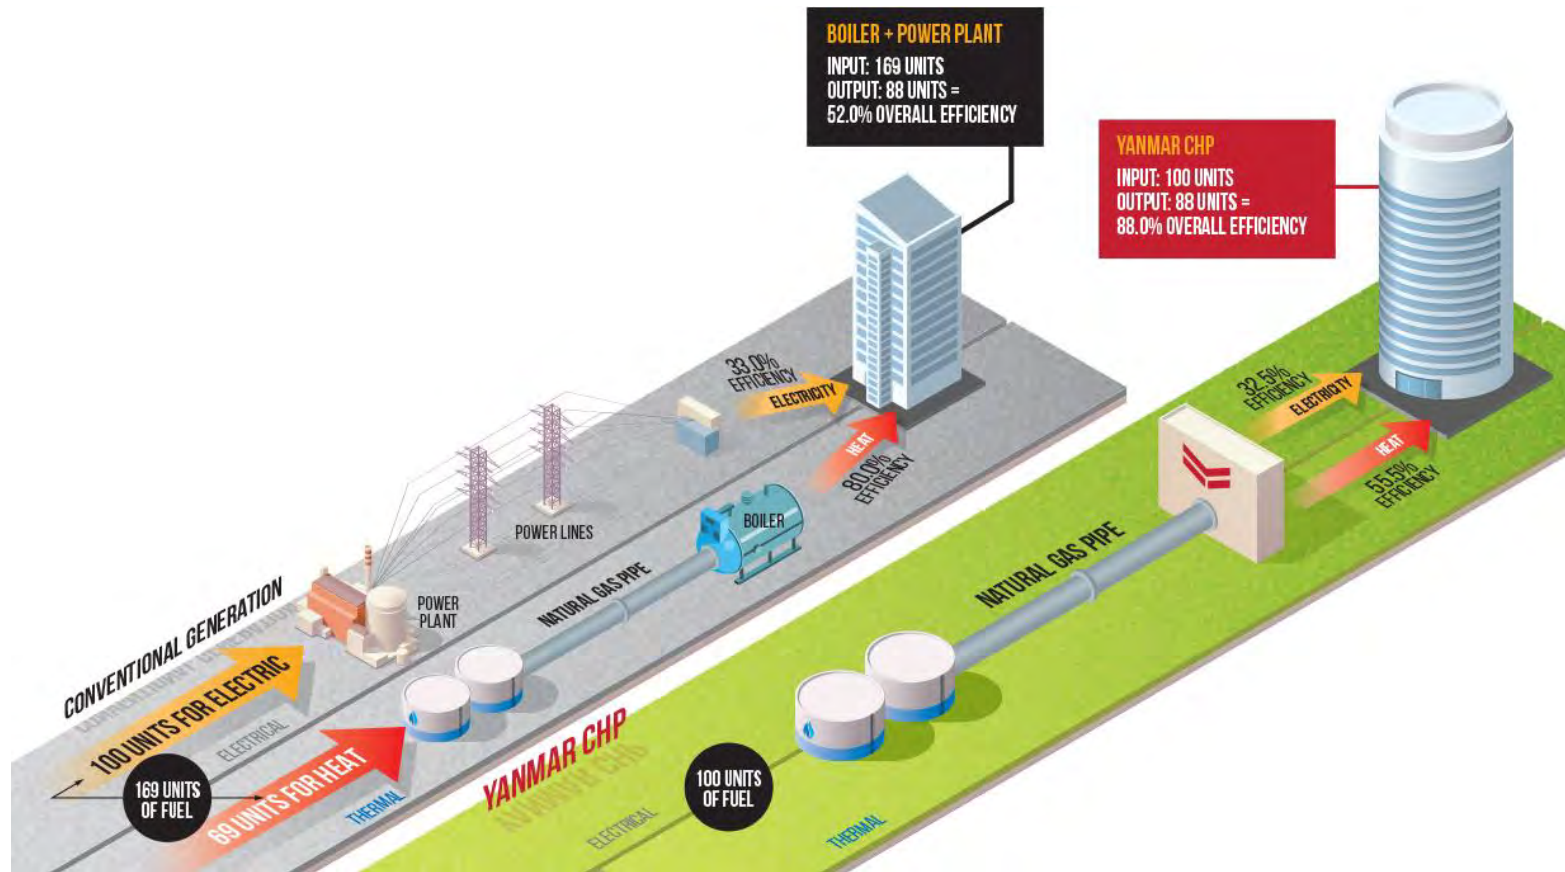 BOILER + POWER PLANT
INPUT: 169 UNITS
OUTPUT: 88 UNITS =
52.0% OVERALL EFFICIENCY
YANMAR CHP
INPUT: 100 UNITS
OUTPUT: 88 UNITS =
88.0% OVERALL EFFICIENCY
33.0%
EFFICIENCY
ELECTRICITY
HEAT
80.0%
EFFICIENCY
32.5%
EFFICIENCY
ELECTRICITY
HEAT
55.5%
EFFICIENCY
POWER LINES
BOILER
NATURAL GAS PIPE
POWER
PLANT
CONVENTIONAL GENERATION
100 UNITS FOR ELECTRIC
ELECTRICAL
169 UNITS
OF FUEL
69 UNITS FOR HEAT
THERMAL
NATURAL GAS PIPE
YANMAR CHP
100 UNITS
OF FUEL
ELECTRICAL
THERMAL